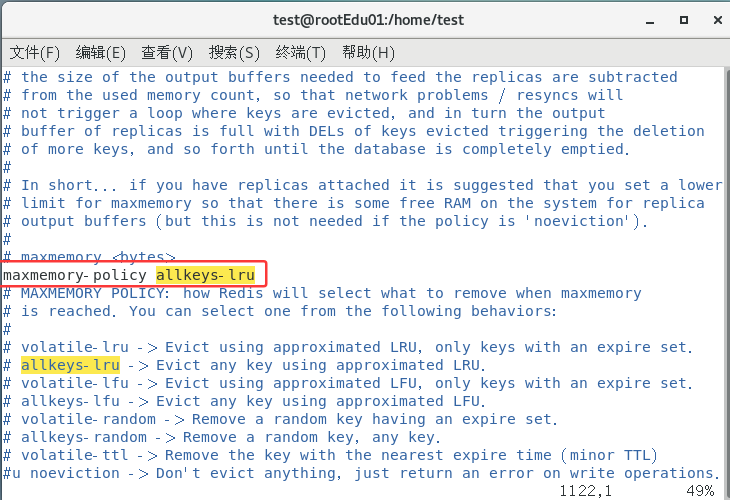 test@rootEdu01:/home/test
文件(F) 编辑(E) 查看(V) 搜索(S) 终端(T) 帮助(H)
# the size of the output buffers needed to feed the replicas are subtracted
# from the used memory count, so that network problems / resyncs will
# not trigger a loop where keys are evicted, and in turn the output
# buffer of replicas is full with DELs of keys evicted triggering the deletion
# of more keys, and so forth until the database is completely emptied.
#
# In short... if you have replicas attached it is suggested that you set a lower
# limit for maxmemory so that there is some free RAM on the system for replica
# output buffers (but this is not needed if the policy is 'noeviction').
#
# maxmemory <bytes>
maxmemory-policy allkeys-lru
# MAXMEMORY POLICY: how Redis will select what to remove when maxmemory
# is reached. You can select one from the following behaviors:
#
# volatile-lru -> Evict using approximated LRU, only keys with an expire set.
# allkeys-lru -> Evict any key using approximated LRU.
# volatile-lfu -> Evict using approximated LFU, only keys with an expire set.
# allkeys-lfu -> Evict any key using approximated LFU.
# volatile-random -> Remove a random key having an expire set.
# allkeys-random -> Remove a random key, any key.
# volatile-ttl -> Remove the key with the nearest expire time (minor TTL)
#u noeviction -> Don't evict anything, just return an error on write operations.
1122,1 49%